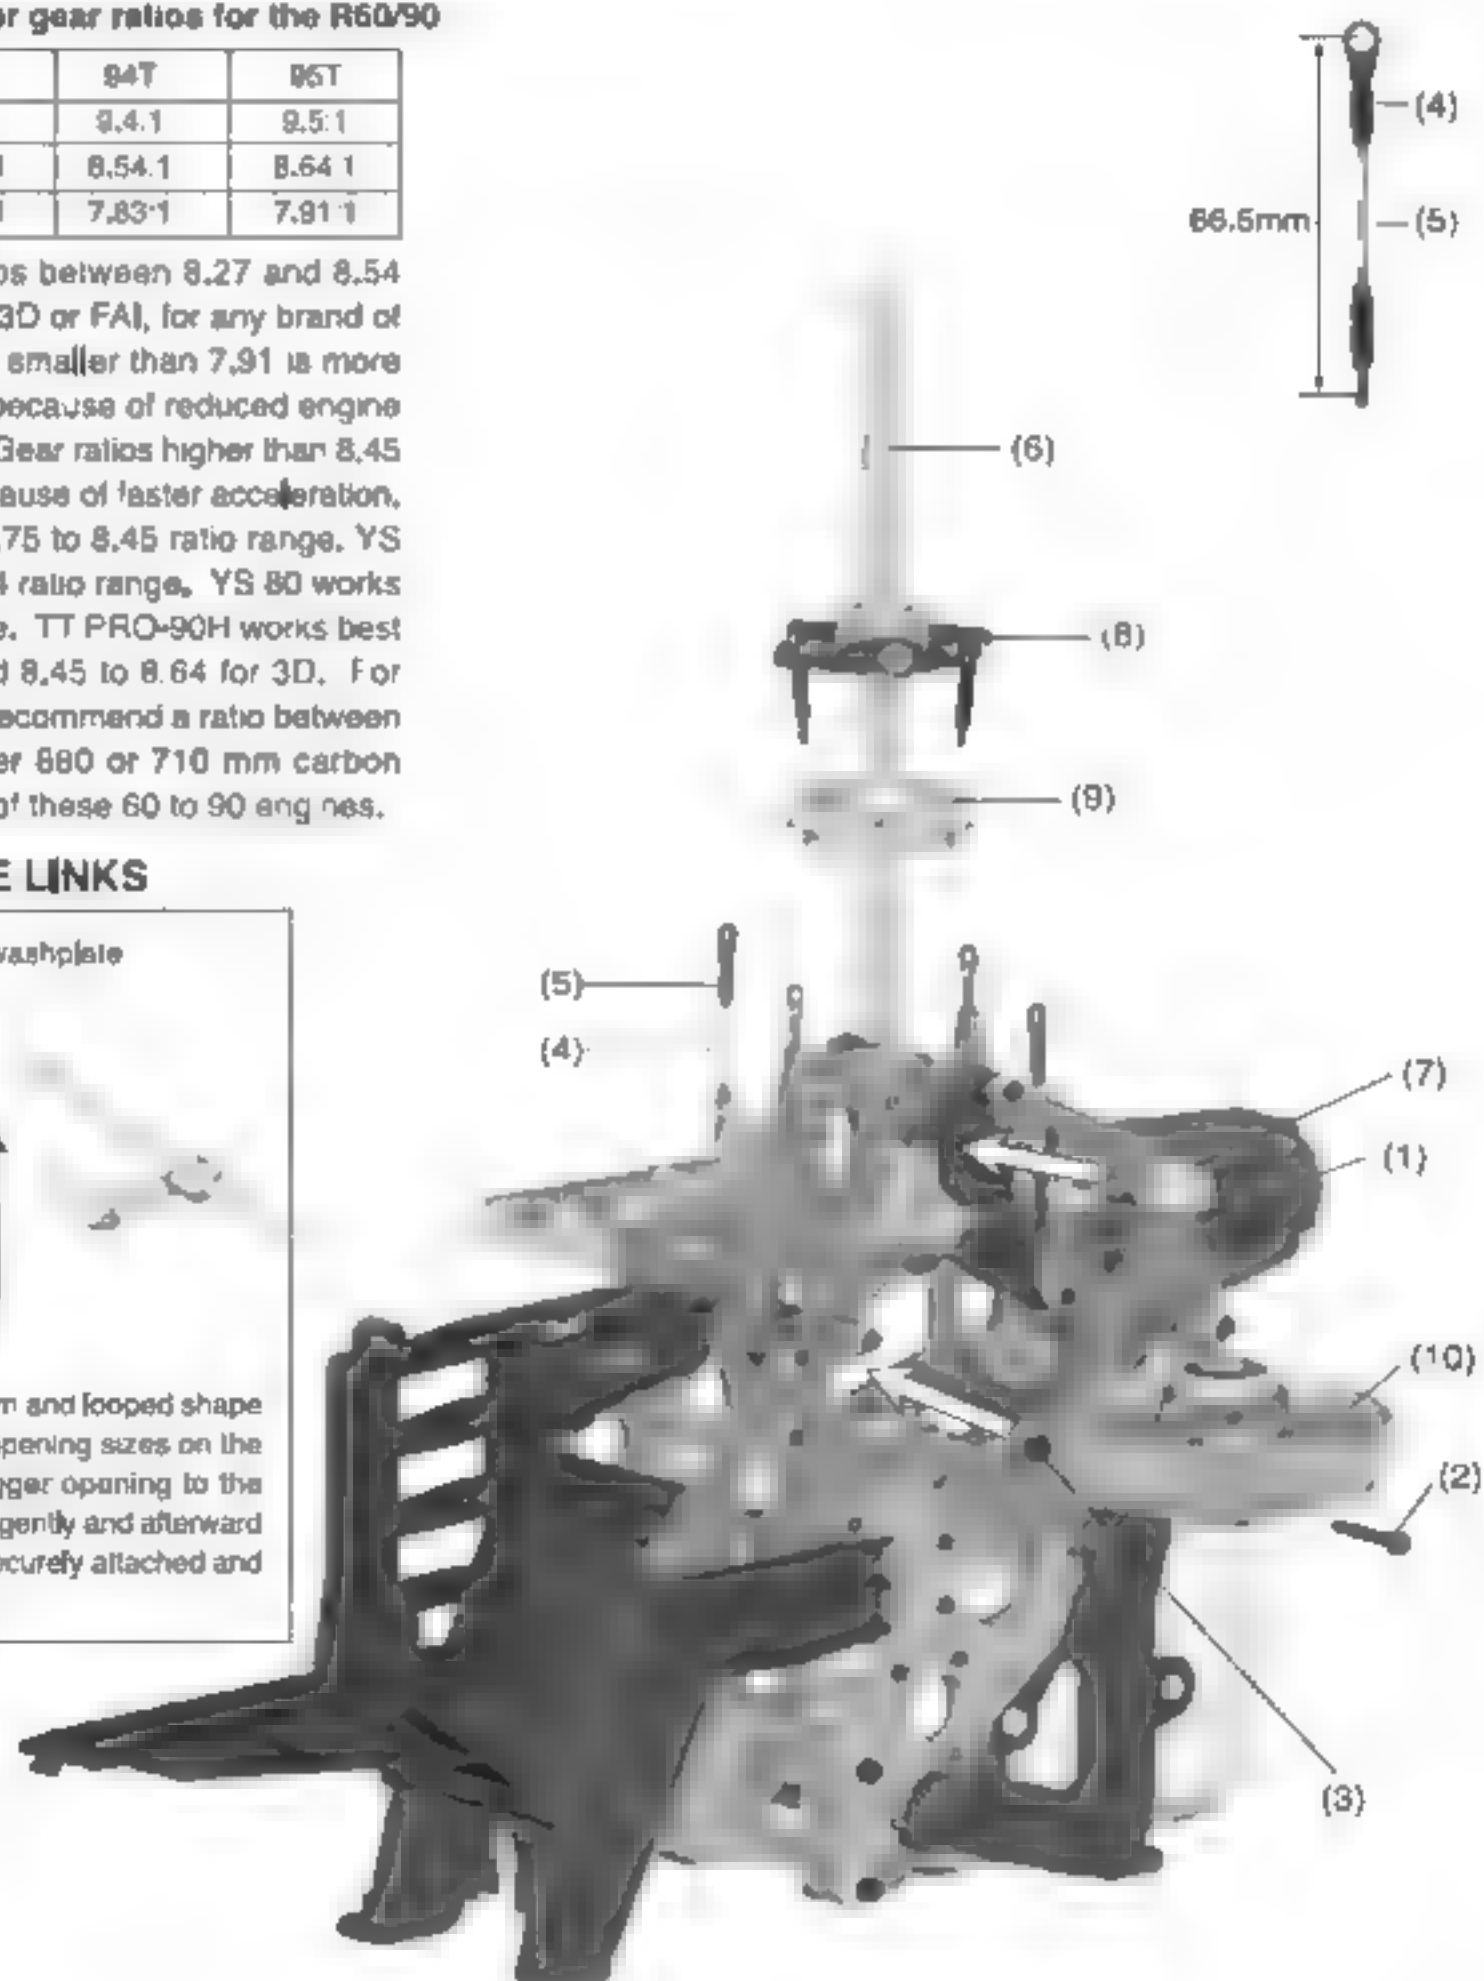 or gear ratios for the R60/90
94T 95T
9.4:1 9.5:1
8.54:1 8.64:1
7.83:1 7.91:1
os between 8.27 and 8.54
3D or FAI, for any brand of
smaller than 7.91 is more
because of reduced engine
Gear ratios higher than 8.45
ause of faster acceleration.
.75 to 8.45 ratio range. YS
4 ratio range. YS 80 works
e. TT PRO-90H works best
d 8.45 to 8.64 for 3D. For
ecommend a ratio between
er 680 or 710 mm carbon
of these 60 to 90 engines.
E LINKS
washplate
m and looped shape
opening sizes on the
gger opening to the
gently and afterward
ecurely attached and
(4)
66.5mm
(5)
(6)
(8)
(9)
(5)
(4)
(7)
(1)
(10)
(2)
(3)